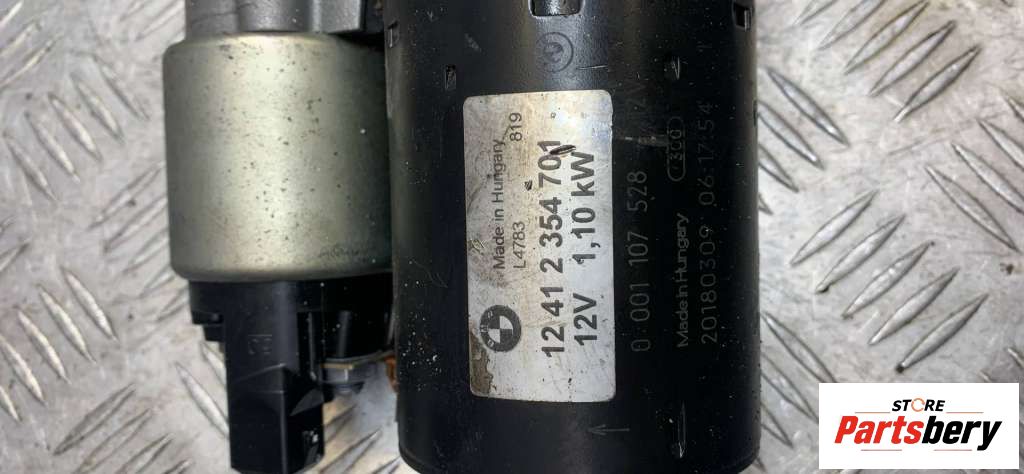 Made in Hungary 819
L4783
12 41 2 354 701
12V 1,10 kW
0 001 107 528 12V
Made in Hungary
20180309 06:17:54
STORE
Partsbery